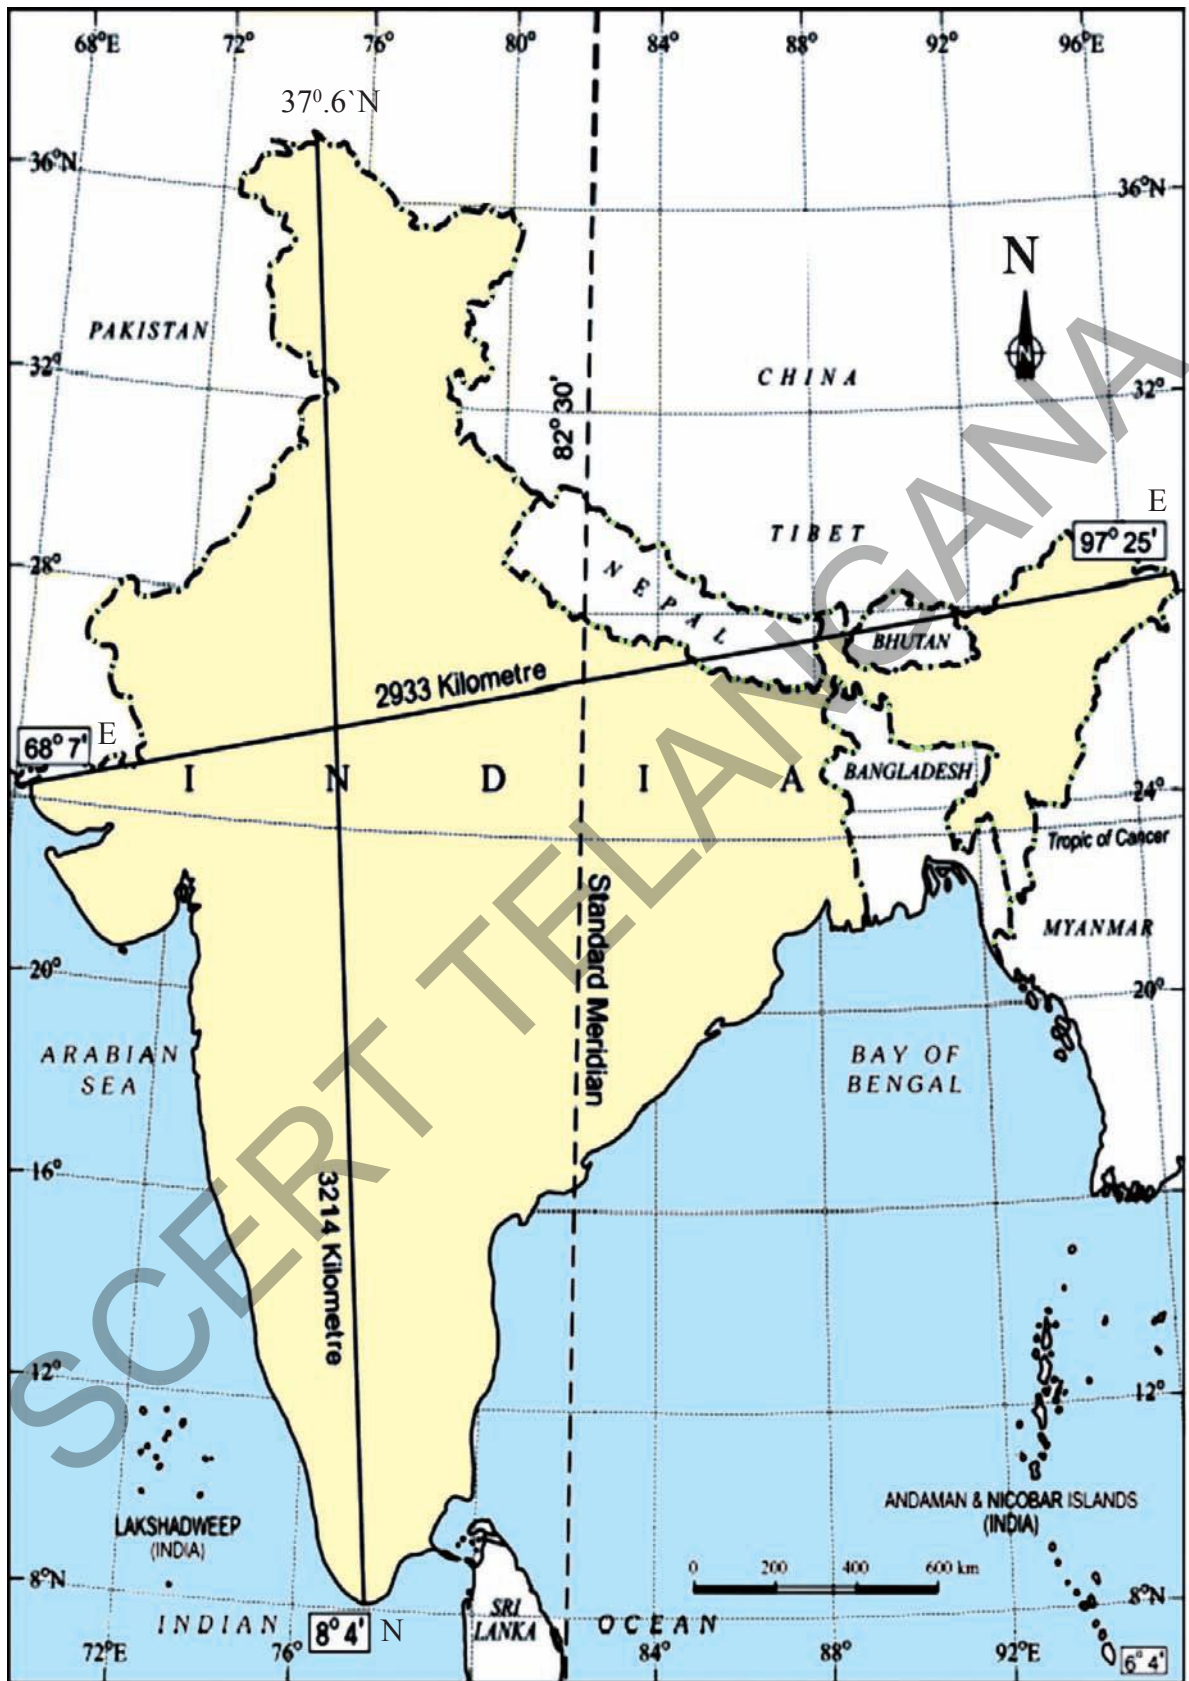 68°E 72° 76° 80° 84° 88° 92° 96°E
37⁰.6`N
36°N
36°N
N
N
PAKISTAN
32°
CHINA
32°
82° 30'
E
97° 25'
TIBET
28°
NEPAL
BHUTAN
2933 Kilometre
68° 7'
E
INDIA
BANGLADESH
24°
Tropic of Cancer
Standard Meridian
MYANMAR
20°
20°
ARABIAN
SEA
BAY OF
BENGAL
16°
3214 Kilometre
12°
12°
LAKSHADWEEP
(INDIA)
ANDAMAN & NICOBAR ISLANDS
(INDIA)
0 200 400 600 km
8°N
8°N
INDIAN
8° 4'
N
SRI
LANKA
OCEAN
72°E 76° 84° 88° 92°E
6° 4'
SCERT TELANGANA